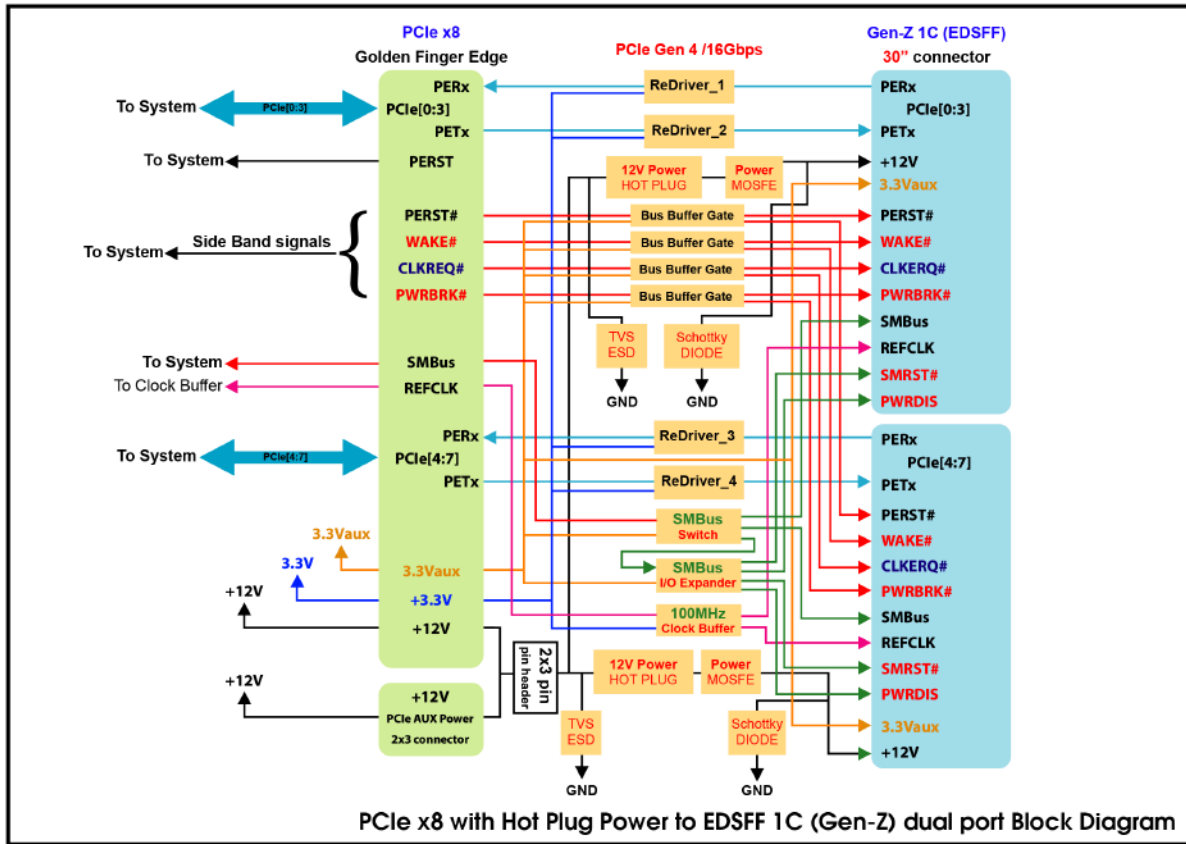 PCIe x8
Golden Finger Edge
PCIe Gen 4 /16Gbps
Gen-Z 1C (EDSFF)
30” connector
To System
PCIe[0:3]
PERx
PCIe[0:3]
PETx
ReDriver_1
ReDriver_2
PERx
PCIe[0:3]
PETx
To System
PERST
12V Power
HOT PLUG
Power
MOSFE
+12V
3.3Vaux
To System
Side Band signals
PERST#
WAKE#
CLKREQ#
PWRBRK#
Bus Buffer Gate
Bus Buffer Gate
Bus Buffer Gate
Bus Buffer Gate
PERST#
WAKE#
CLKERQ#
PWRBRK#
SMBus
REFCLK
SMRST#
PWRDIS
TVS
ESD
GND
Schottky
DIODE
GND
To System
SMBus
To Clock Buffer
REFCLK
To System
PCIe[4:7]
PERx
PCIe[4:7]
PETx
ReDriver_3
ReDriver_4
PERx
PCIe[4:7]
PETx
SMBus
Switch
SMBus
I/O Expander
100MHz
Clock Buffer
PERST#
WAKE#
CLKERQ#
PWRBRK#
SMBus
REFCLK
SMRST#
PWRDIS
3.3Vaux
+12V
3.3Vaux
3.3V
+12V
3.3Vaux
+3.3V
+12V
+12V
+12V
PCIe AUX Power
2x3 connector
2x3 pin
pin header
12V Power
HOT PLUG
Power
MOSFE
TVS
ESD
GND
Schottky
DIODE
GND
PCIe x8 with Hot Plug Power to EDSFF 1C (Gen-Z) dual port Block Diagram